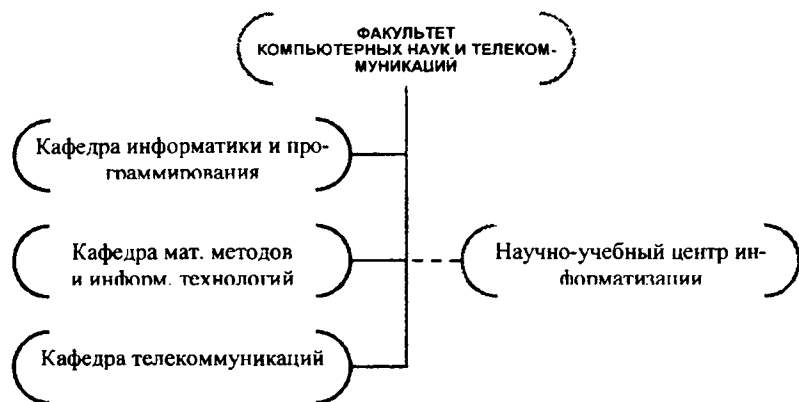 ФАКУЛЬТЕТ
КОМПЬЮТЕРНЫХ НАУК И ТЕЛЕКОМ-
МУНИКАЦИЙ
Кафедра информатики и про-
граммирования
Кафедра мат. методов
и информ. технологий
Научно-учебный центр ин-
форматизации
Кафедра телекоммуникаций